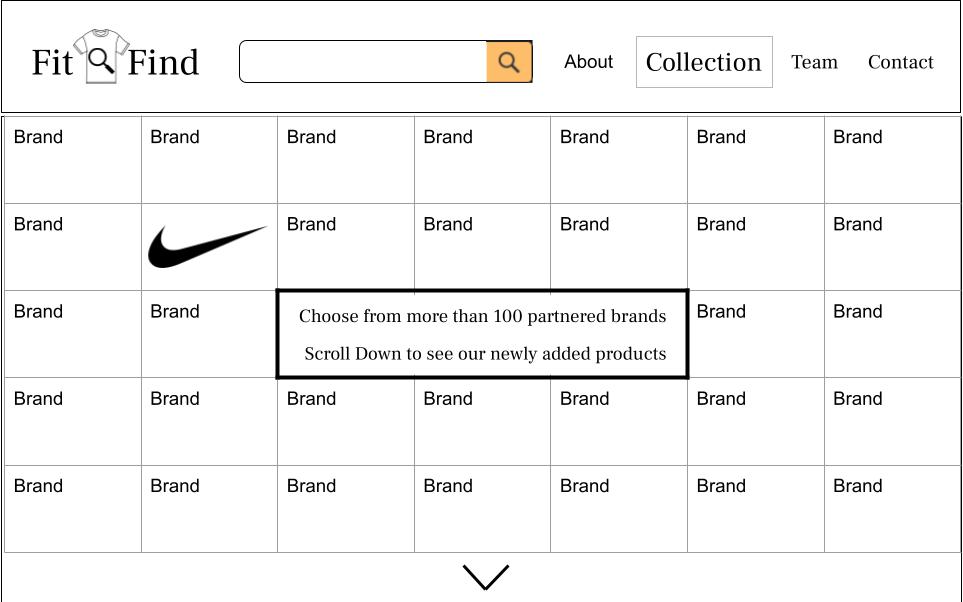 Fit Find About Collection Team Contact
Brand Brand Brand Brand Brand Brand Brand
Brand Brand Brand Brand Brand Brand
Brand Brand Choose from more than 100 partnered brands Brand Brand
Scroll Down to see our newly added products
Brand Brand Brand Brand Brand Brand Brand
Brand Brand Brand Brand Brand Brand Brand